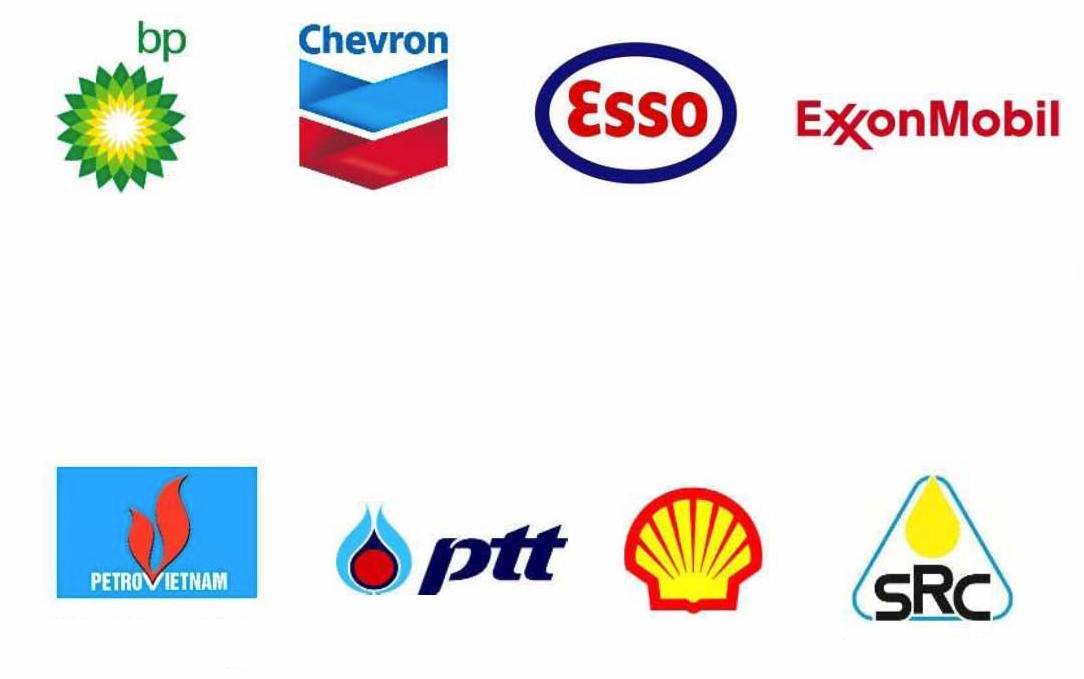 bp
Chevron
Esso
ExxonMobil
PETROVIETNAM
ptt
SRC